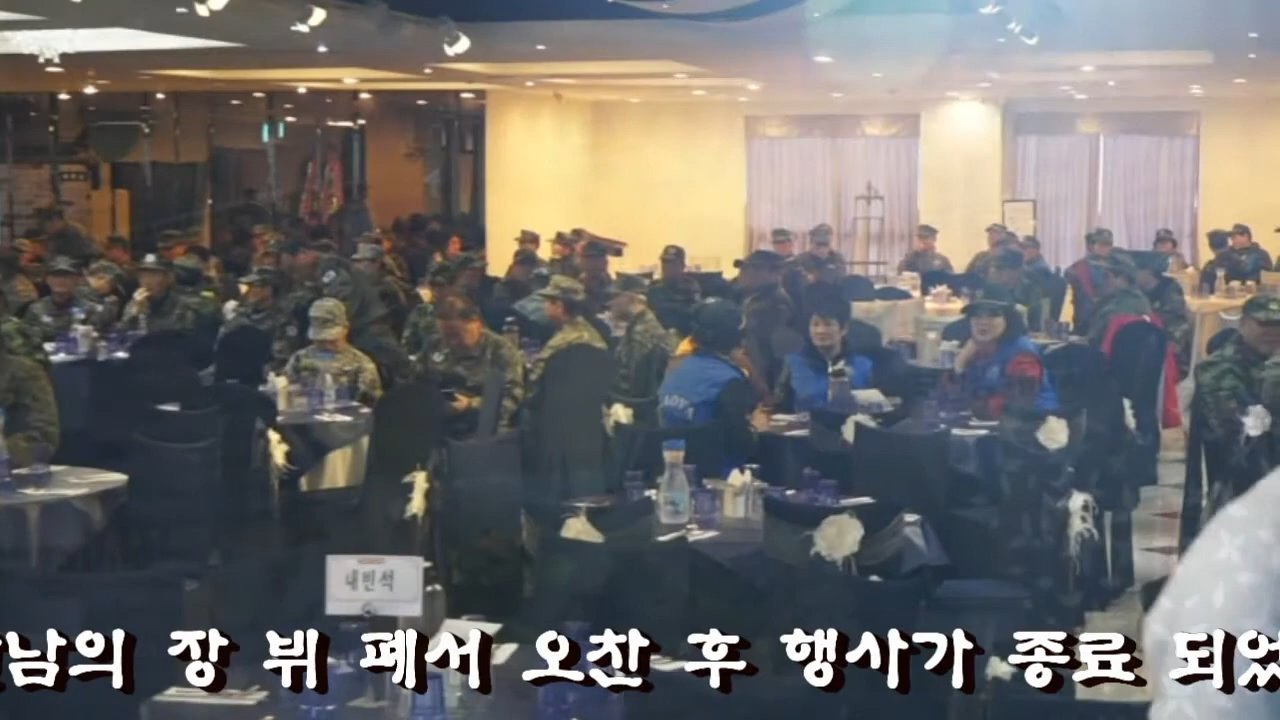 내빈석
남의 장 뷔 페서 오찬 후 행사가 종료 되었